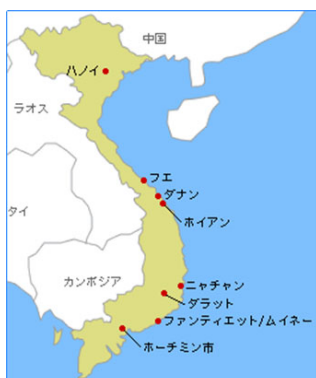 中国
ハノイ
ラオス
フエ
ダナン
タイ
ホイアン
カンボジア
ニャチャン
ダラット
ファンティエット/ムイネー
ホーチミン市